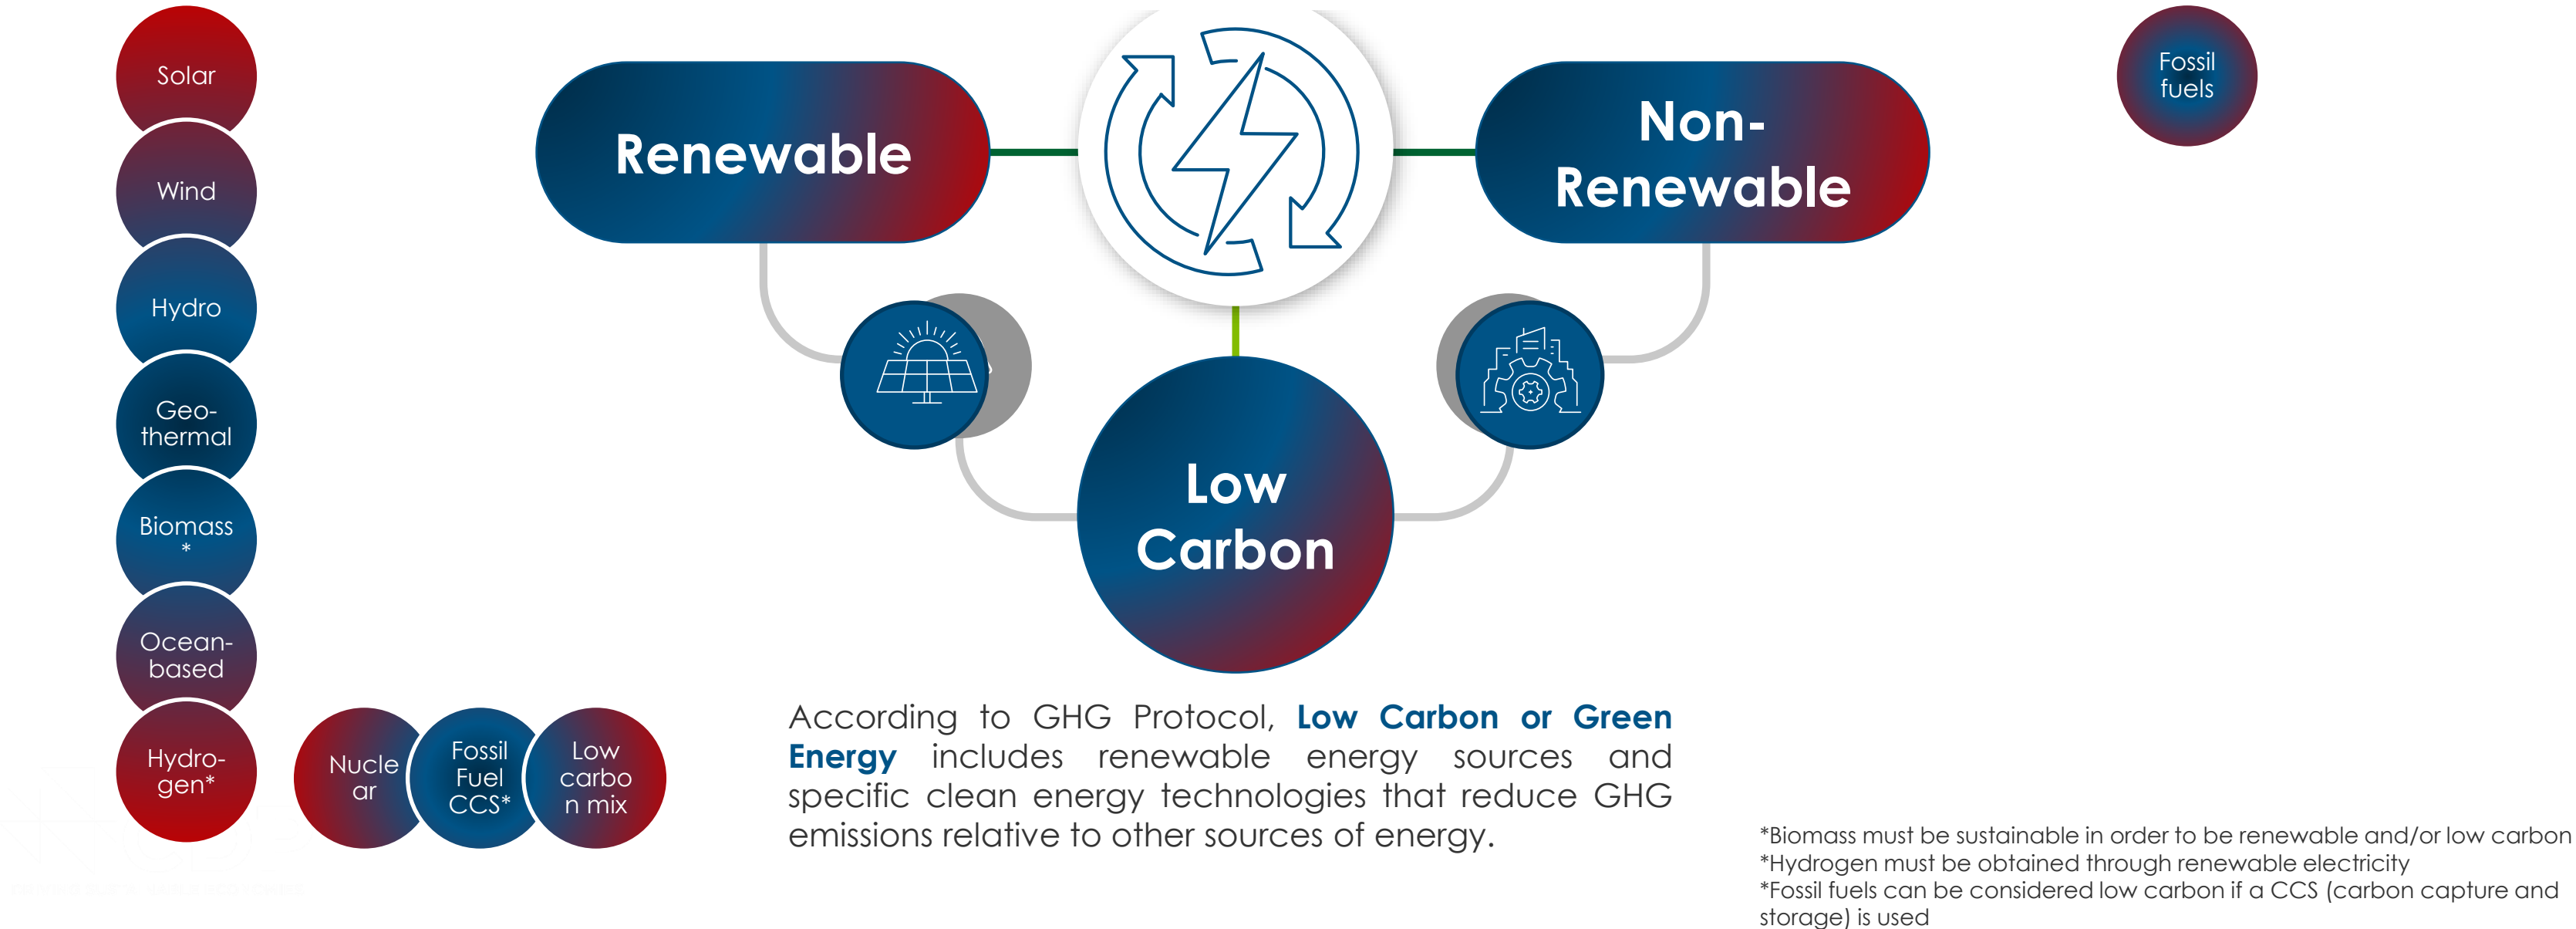 Solar
Wind
Hydro
Geo-
thermal
Biomass
*
Ocean-
based
Hydro-
gen*
Nucle
ar
Fossil
Fuel
CCS*
Low
carbo
n mix
Renewable
Non-
Renewable
Low
Carbon
Fossil
fuels
According to GHG Protocol, Low Carbon or Green
Energy includes renewable energy sources and
specific clean energy technologies that reduce GHG
emissions relative to other sources of energy.
*Biomass must be sustainable in order to be renewable and/or low carbon
*Hydrogen must be obtained through renewable electricity
*Fossil fuels can be considered low carbon if a CCS (carbon capture and
storage) is used